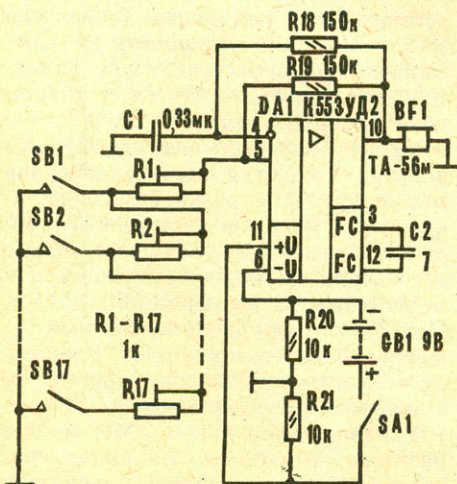 R18 150к
R19 150к
DA1 К553УД2
C1
0,33мк
4
5
10
BF1
ТА-56м
SB1
R1
SB2
R2
11
+U
6
-U
FC
3
FC
12
C2
7
R1-R17
1к
R20
10к
GB1 9В
SB17
R17
R21
10к
SA1